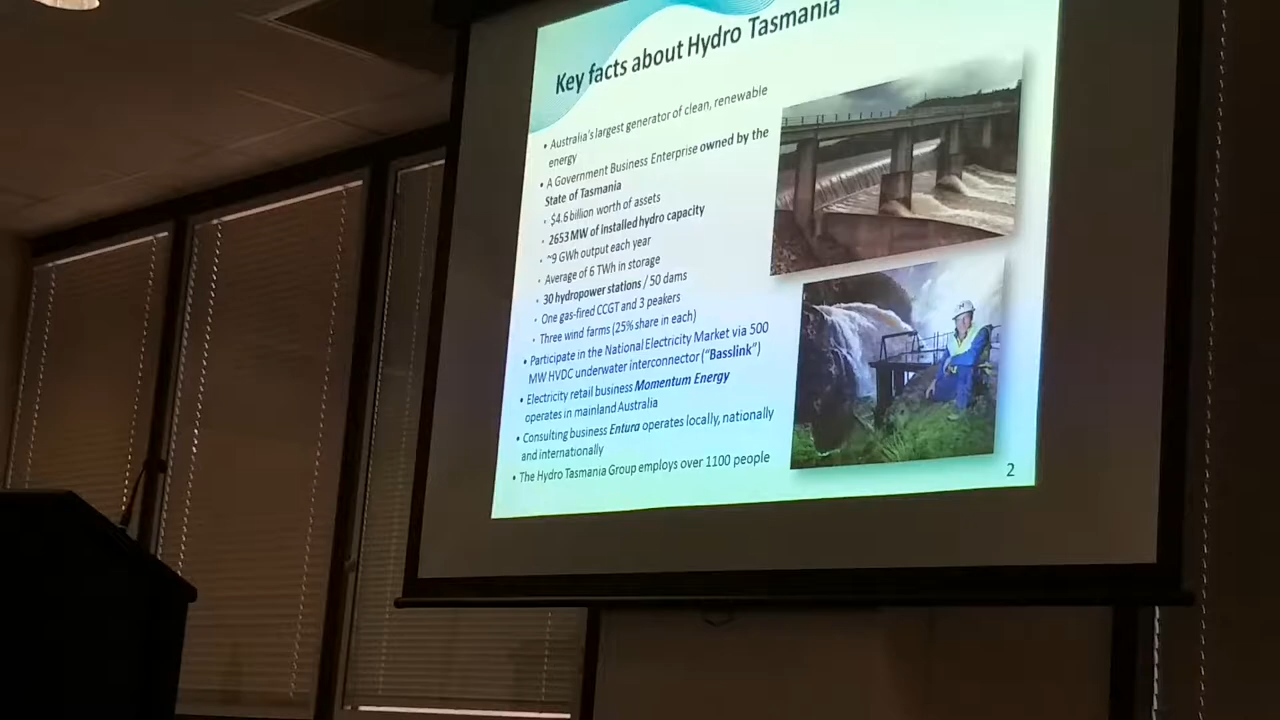 Key facts about Hydro Tasmania
• Australia's largest generator of clean, renewable
energy
• A Government Business Enterprise owned by the
State of Tasmania
• $4.6 billion worth of assets
• 2653 MW of installed hydro capacity
• ~9 GWh output each year
• Average of 6 TWh in storage
• 30 hydropower stations / 50 dams
• One gas-fired CCGT and 3 peakers
• Three wind farms (25% share in each)
• Participate in the National Electricity Market via 500
MW HVDC underwater interconnector ("Basslink")
• Electricity retail business Momentum Energy
operates in mainland Australia
• Consulting business Entura operates locally, nationally
and internationally
• The Hydro Tasmania Group employs over 1100 people
2